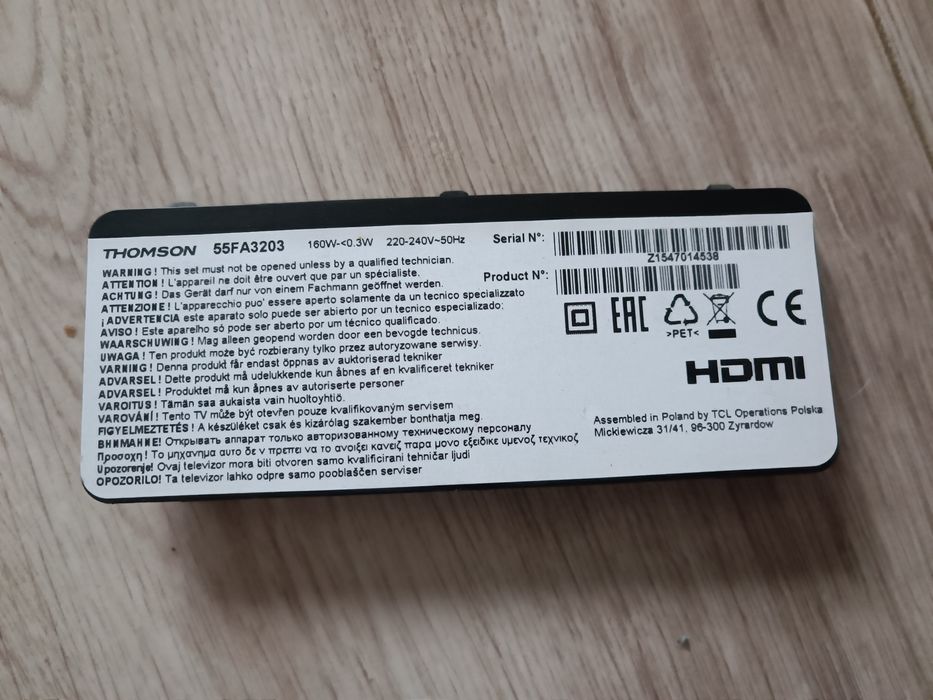 THOMSON 55FA3203 160W-<0.3W 220-240V~50Hz Serial N°:
Z1547014538
Product N°:
WARNING ! This set must not be opened unless by a qualified technician.
ATTENTION ! L'appareil ne doit être ouvert que par un spécialiste.
ACHTUNG ! Das Gerät darf nur von einem Fachmann geöffnet werden.
ATTENZIONE ! L'apparecchio puo' essere aperto solamente da un tecnico specializzato
¡ ADVERTENCIA este aparato solo puede ser abierto por un técnico especializado;
AVISO ! Este aparelho só pode ser aberto por um técnico qualificado.
WAARSCHUWING ! Mag alleen geopend worden door een bevogde technicus.
UWAGA ! Ten produkt może być rozbierany tylko przez autoryzowane serwisy.
VARNING ! Denna produkt får endast öppnas av auktoriserad tekniker
ADVARSEL ! Dette produkt må udelukkende kun åbnes af en kvalificeret tekniker
ADVARSEL ! Produktet må kun åpnes av autoriserte personer
VAROITUS ! Tämän saa aukaista vain huoltoyhtiö.
VAROVÁNÍ ! Tento TV může být otevřen pouze kvalifikovaným servisem
FIGYELMEZTETÉS ! A készüléket csak és kizárólag szakember bonthatja meg.
ВНИМАНИЕ! Открывать аппарат только авторизованному техническому персоналу
Προσοχη ! Το μηχανημα αυτο δε ν πρεπει να το ανοιξει κανειζ παρα μονο εξειδικε υμενοζ τεχνικοζ
Upozorenje! Ovaj televizor mora biti otvoren samo kvalifitirani tehničar ljudi
OPOZORILO! Ta televizor lahko odpre samo pooblaščen serviser
EAC
>PET<
CE
HDMI
Assembled in Poland by TCL Operations Polska
Mickiewicza 31/41, 96-300 Zyrardow